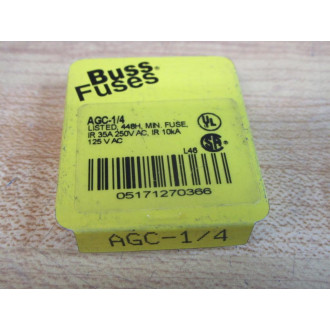 Buss
Fuses
AGC-1/4
LISTED, 448H, MIN. FUSE,
IR 35A 250V AC, IR 10kA
125 V AC
UL
L46
05171270366
AGC-1/4